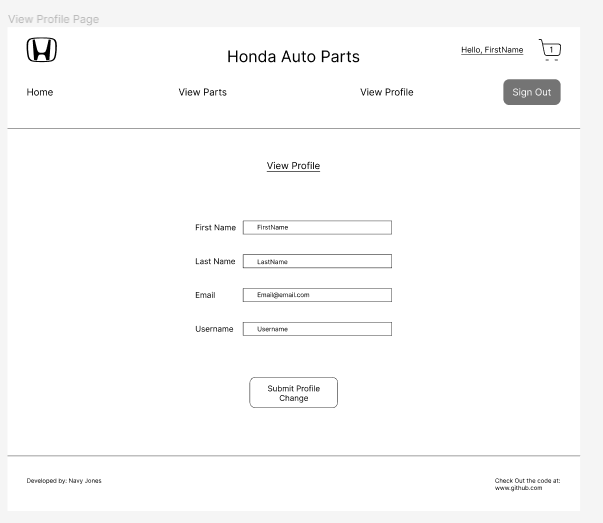 View Profile Page
Honda Auto Parts
Hello, FirstName
1
Home
View Parts
View Profile
Sign Out
View Profile
First Name
FirstName
Last Name
LastName
Email
Email@email.com
Username
Username
Submit Profile
Change
Developed by: Navy Jones
Check Out the code at:
www.github.com